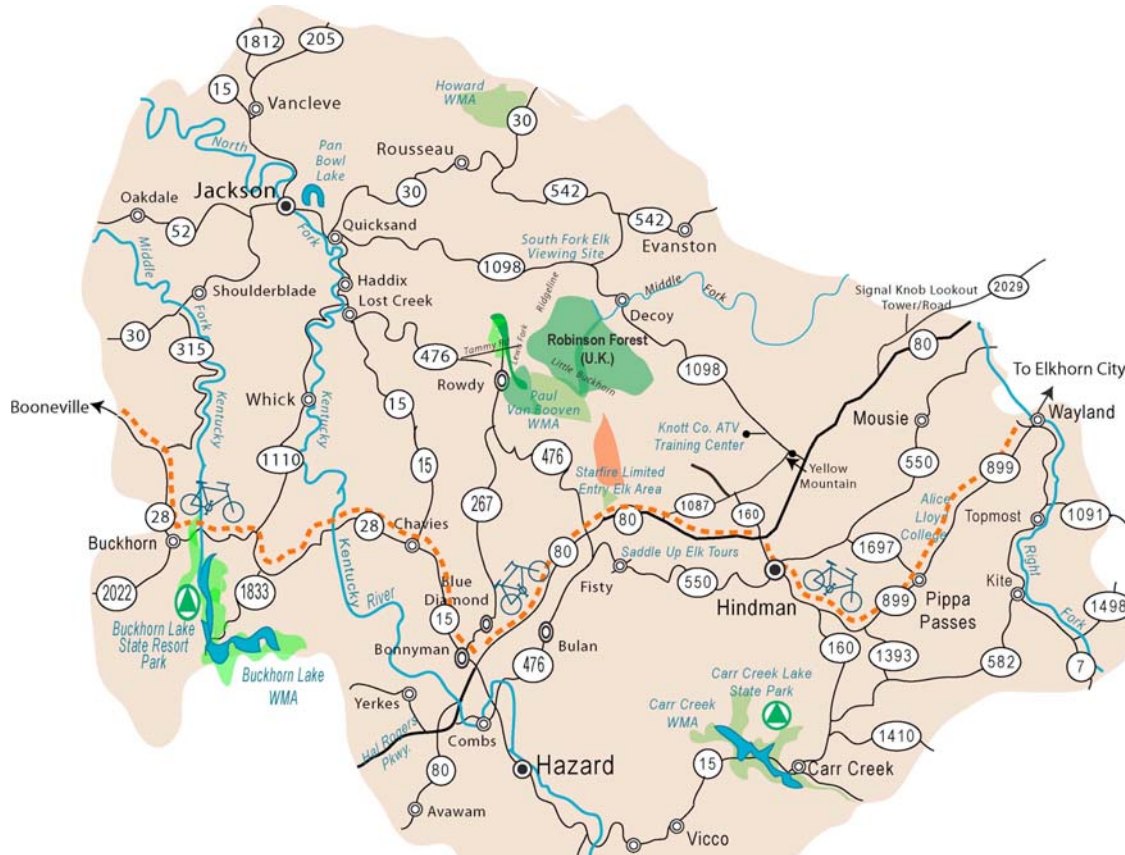 1812
205
15
Vancleve
Howard
WMA
30
North
Pan
Bowl
Lake
Rousseau
Jackson
30
542
Oakdale
52
Fork
Quicksand
542
Evanston
Middle
South Fork Elk
Viewing Site
1098
Haddix
Lost Creek
Shoulderblade
Fork
Ridgeline
Middle
Fork
Decoy
Signal Knob Lookout
Tower/Road
2029
30
315
476
Tammy Rd
Lewis Fork
Robinson Forest
(U.K.)
80
Rowdy
Little Buckhorn
1098
To Elkhorn City
Booneville
Kentucky
Whick
Kentucky
15
Paul
Van Booven
WMA
Mousie
Wayland
Knott Co. ATV
Training Center
1110
15
476
Yellow
Mountain
550
899
Starfire Limited
Entry Elk Area
267
1087
160
Alice
Lloyd
College
28
28
Chavies
80
Topmost
1091
Buckhorn
Kentucky
80
Saddle Up Elk Tours
1697
Right
2022
1833
River
Blue
Diamond
Fisty
550
Hindman
899
Pippa
Passes
Kite
1498
Buckhorn Lake
State Resort
Park
15
Bonnyman
Bulan
Fork
Buckhorn Lake
WMA
476
160
1393
582
7
Yerkes
Carr Creek Lake
State Park
Carr Creek
WMA
Hal Rogers
Pkwy.
Combs
1410
80
Hazard
15
Carr Creek
Avawam
Vicco